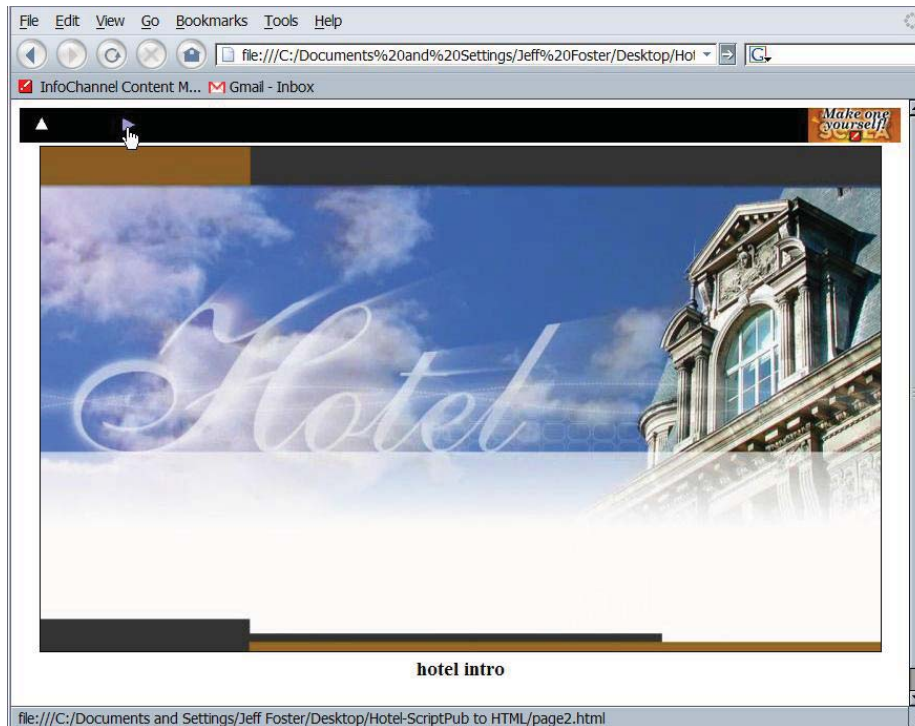 File Edit View Go Bookmarks Tools Help
file:///C:/Documents%20and%20Settings/Jeff%20Foster/Desktop/Hot
G
InfoChannel Content M... Gmail - Inbox
Make one
yourself!
SCALA
Hotel
hotel intro
file:///C:/Documents and Settings/Jeff Foster/Desktop/Hotel-ScriptPub to HTML/page2.html